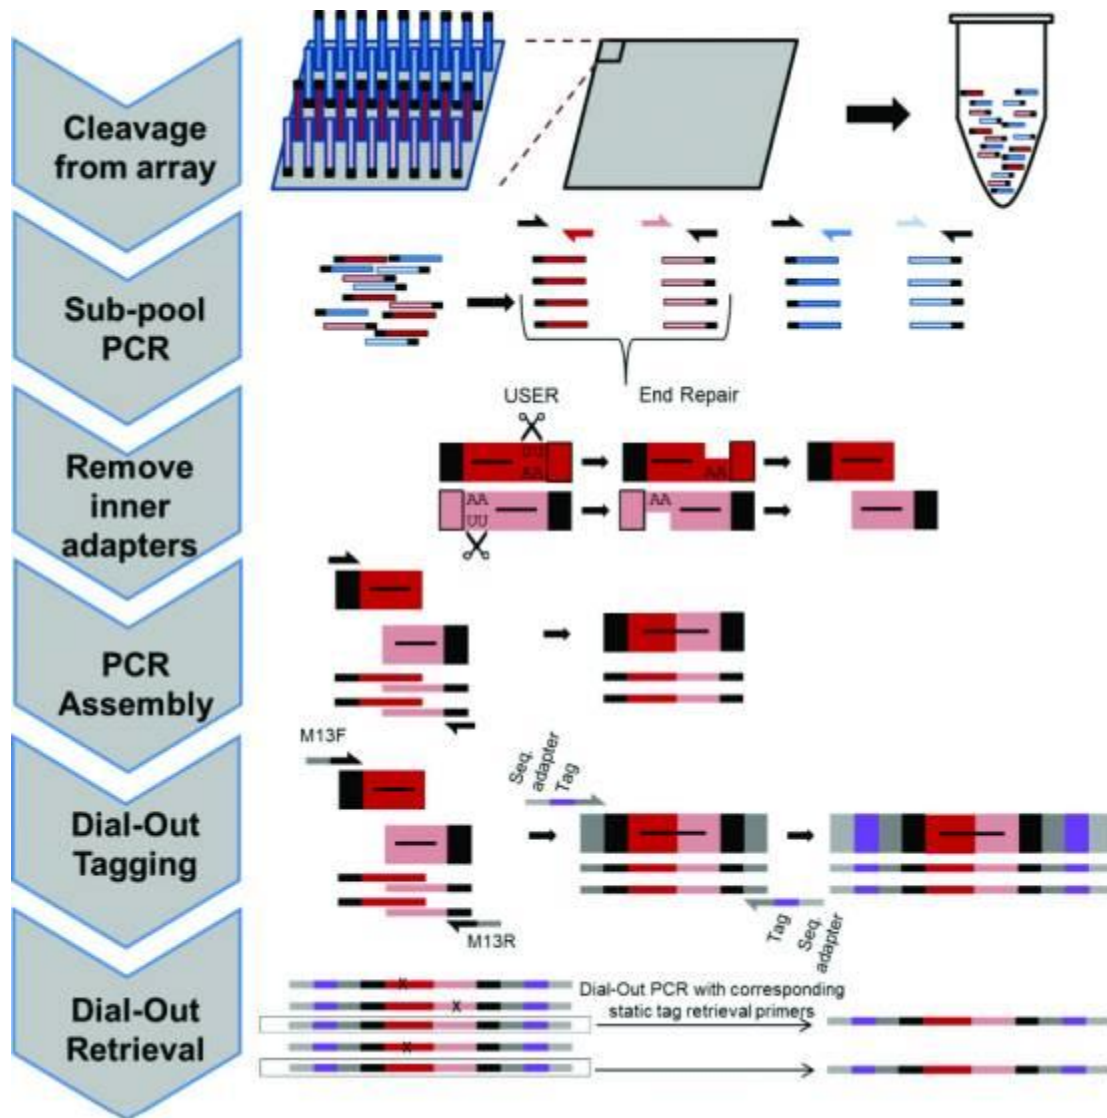 Cleavage
from array
Sub-pool
PCR
USER
End Repair
Remove
inner
adapters
UU
AA
AA
AA
AA
UU
PCR
Assembly
M13F
Seq.
adapter
Tag
Dial-Out
Tagging
M13R
Tag
Seq.
adapter
Dial-Out
Retrieval
X
X
X
Dial-Out PCR with corresponding
static tag retrieval primers